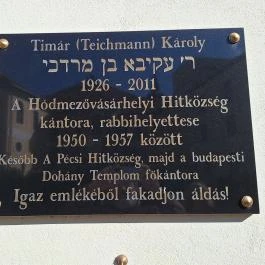 Timár (Teichmann) Károly
ר' עקיבא בן מרדכי
1926 - 2011
A Hódmezővásárhelyi Hitközség
kántora, rabbihelyettese
1950 - 1957 között
Később A Pécsi Hitközség, majd a budapesti
Dohány Templom főkántora
Igaz emlékéből fakadjon áldás!